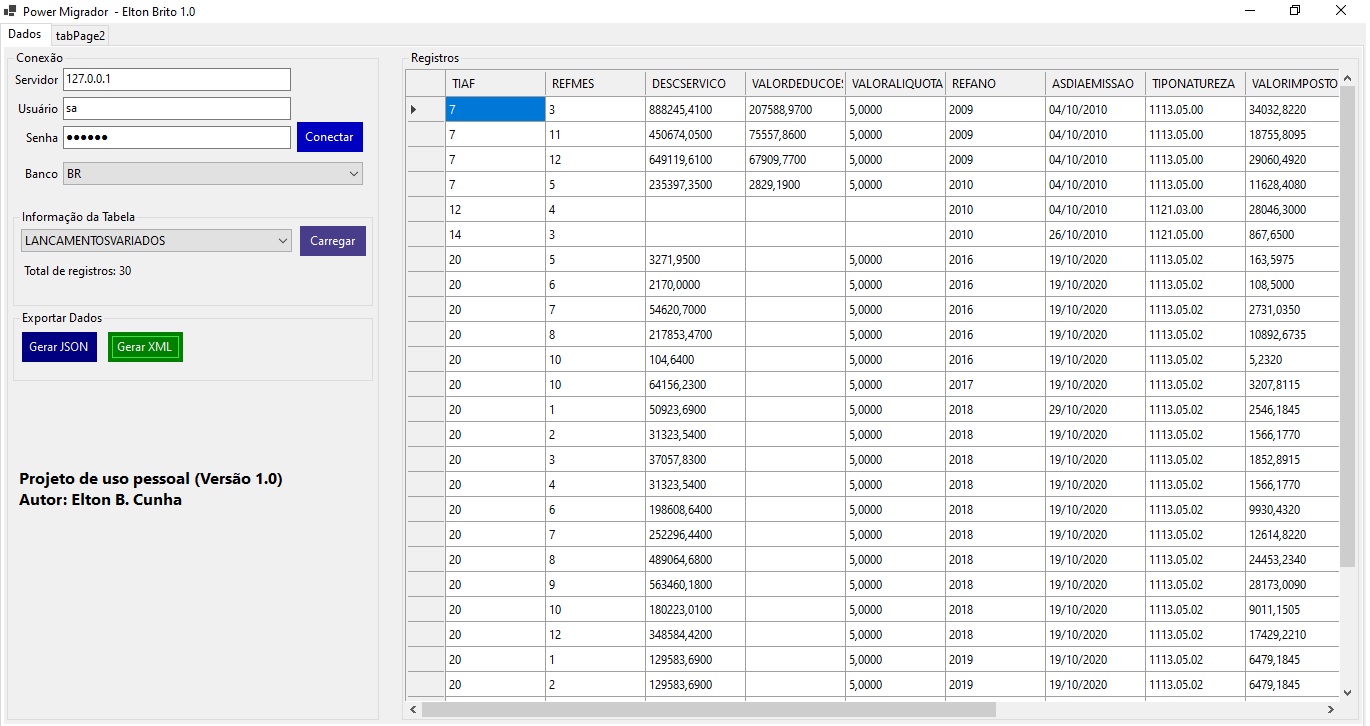 Power Migrador - Elton Brito 1.0
Dados tabPage2
Conexão
Servidor 127.0.0.1
Usuário sa
Senha ●●●●●● Conectar
Banco BR
Informação da Tabela
LANCAMENTOSVARIADOS Carregar
Total de registros: 30
Exportar Dados
Gerar JSON Gerar XML
Projeto de uso pessoal (Versão 1.0)
Autor: Elton B. Cunha
Registros
TIAF REFMES DESCSERVICO VALORDEDUCOES VALORALIQUOTA REFANO ASDIAEMISSAO TIPONATUREZA VALORIMPOSTO
7 3 888245,4100 207588,9700 5,0000 2009 04/10/2010 1113.05.00 34032,8220
7 11 450674,0500 75557,8600 5,0000 2009 04/10/2010 1113.05.00 18755,8095
7 12 649119,6100 67909,7700 5,0000 2009 04/10/2010 1113.05.00 29060,4920
7 5 235397,3500 2829,1900 5,0000 2010 04/10/2010 1113.05.00 11628,4080
12 4 2010 04/10/2010 1121.03.00 28046,3000
14 3 2010 26/10/2010 1121.05.00 867,6500
20 5 3271,9500 5,0000 2016 19/10/2020 1113.05.02 163,5975
20 6 2170,0000 5,0000 2016 19/10/2020 1113.05.02 108,5000
20 7 54620,7000 5,0000 2016 19/10/2020 1113.05.02 2731,0350
20 8 217853,4700 5,0000 2016 19/10/2020 1113.05.02 10892,6735
20 10 104,6400 5,0000 2016 19/10/2020 1113.05.02 5,2320
20 10 64156,2300 5,0000 2017 19/10/2020 1113.05.02 3207,8115
20 1 50923,6900 5,0000 2018 29/10/2020 1113.05.02 2546,1845
20 2 31323,5400 5,0000 2018 19/10/2020 1113.05.02 1566,1770
20 3 37057,8300 5,0000 2018 19/10/2020 1113.05.02 1852,8915
20 4 31323,5400 5,0000 2018 19/10/2020 1113.05.02 1566,1770
20 6 198608,6400 5,0000 2018 19/10/2020 1113.05.02 9930,4320
20 7 252296,4400 5,0000 2018 19/10/2020 1113.05.02 12614,8220
20 8 489064,6800 5,0000 2018 19/10/2020 1113.05.02 24453,2340
20 9 563460,1800 5,0000 2018 19/10/2020 1113.05.02 28173,0090
20 10 180223,0100 5,0000 2018 19/10/2020 1113.05.02 9011,1505
20 12 348584,4200 5,0000 2018 19/10/2020 1113.05.02 17429,2210
20 1 129583,6900 5,0000 2019 19/10/2020 1113.05.02 6479,1845
20 2 129583,6900 5,0000 2019 19/10/2020 1113.05.02 6479,1845